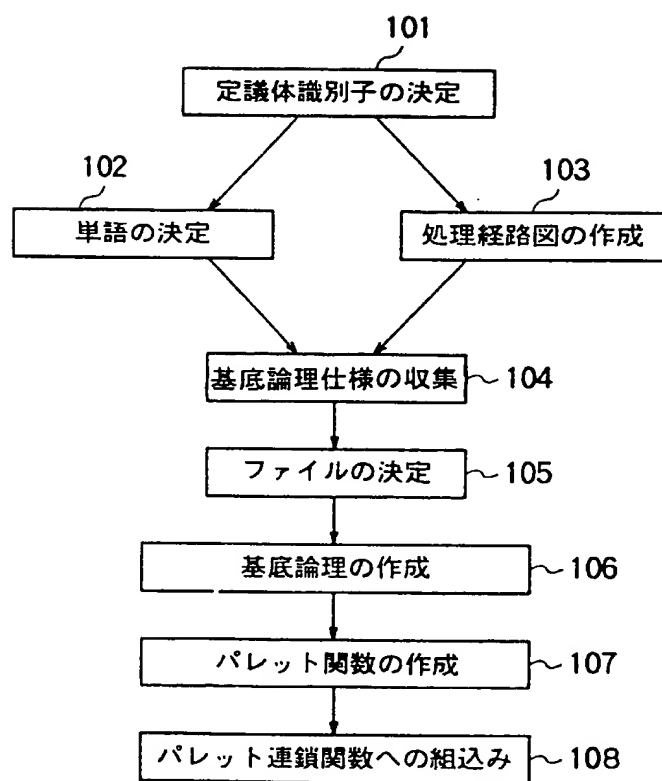 101
定議体識別子の決定
102
単語の決定
103
処理経路図の作成
基底論理仕様の収集
104
ファイルの決定
105
基底論理の作成
106
パレット関数の作成
107
パレット連鎖関数への組込み
108